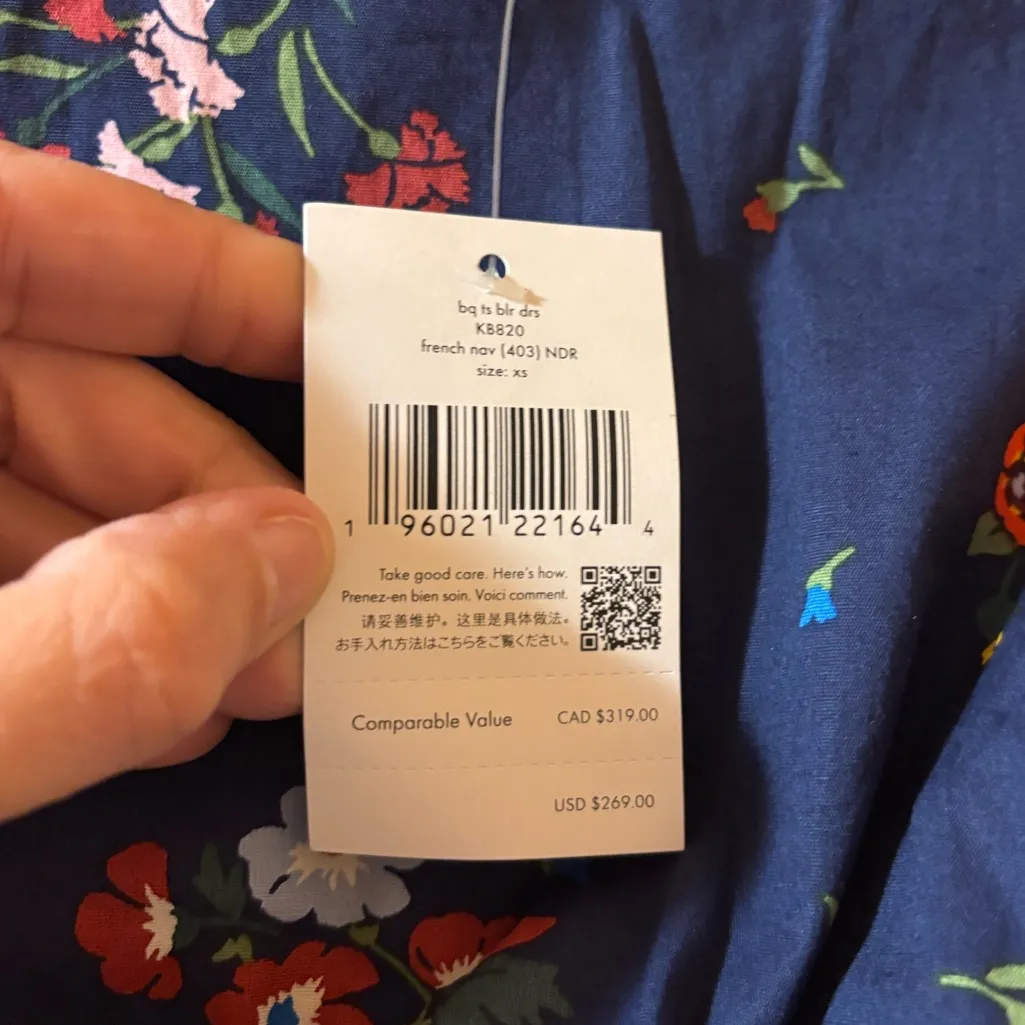 bq ts blr drs
KB820
french nav (403) NDR
size: xs
1 96021 22164 4
Take good care. Here's how.
Prenez-en bien soin. Voici comment.
请妥善维护。这里是具体做法。
お手入れ方法はこちらをご覧ください。
Comparable Value CAD $319.00
USD $269.00